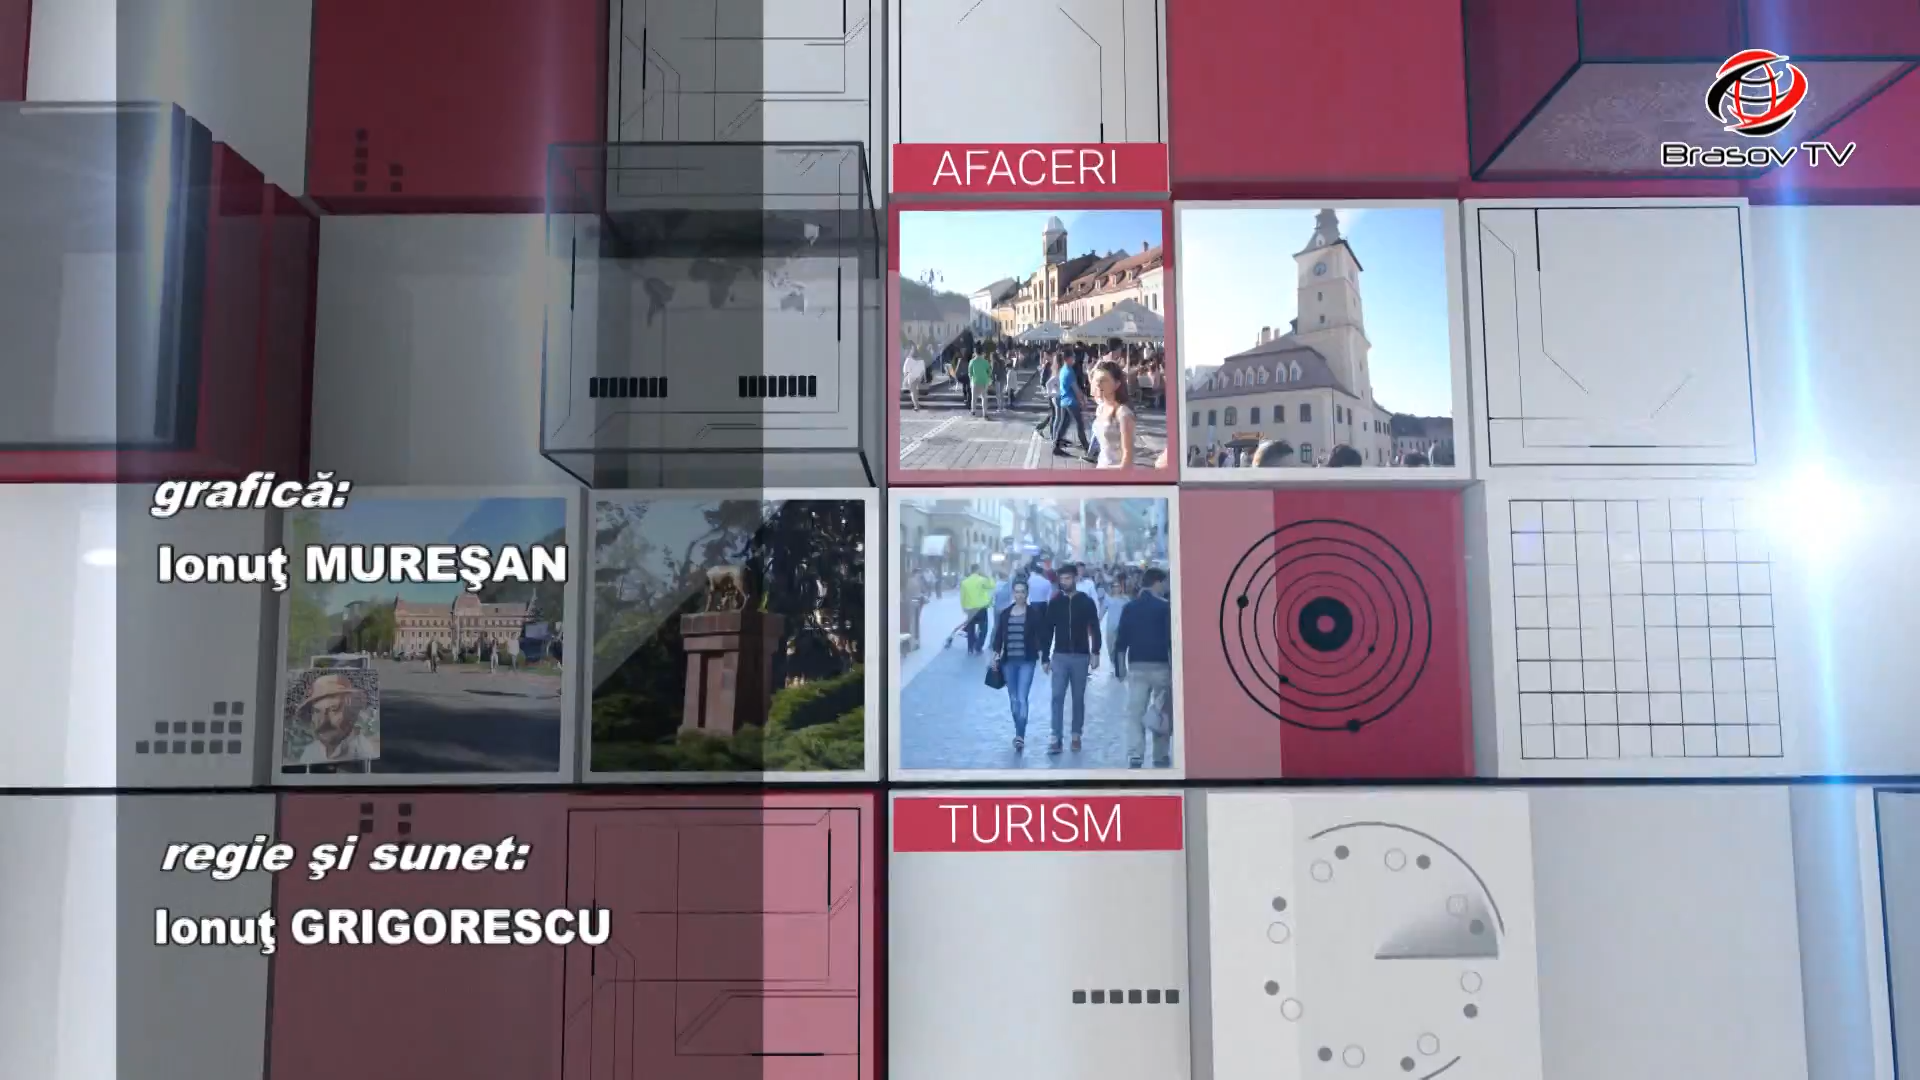 Brasov TV
AFACERI
grafică:
Ionuţ MUREŞAN
TURISM
regie şi sunet:
Ionuţ GRIGORESCU